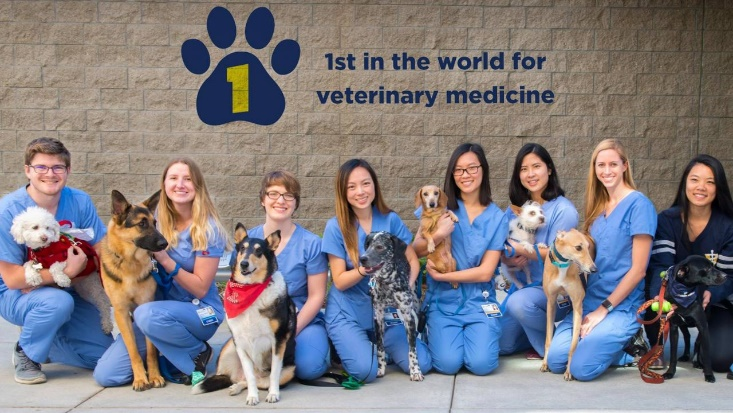 1
1st in the world for
veterinary medicine